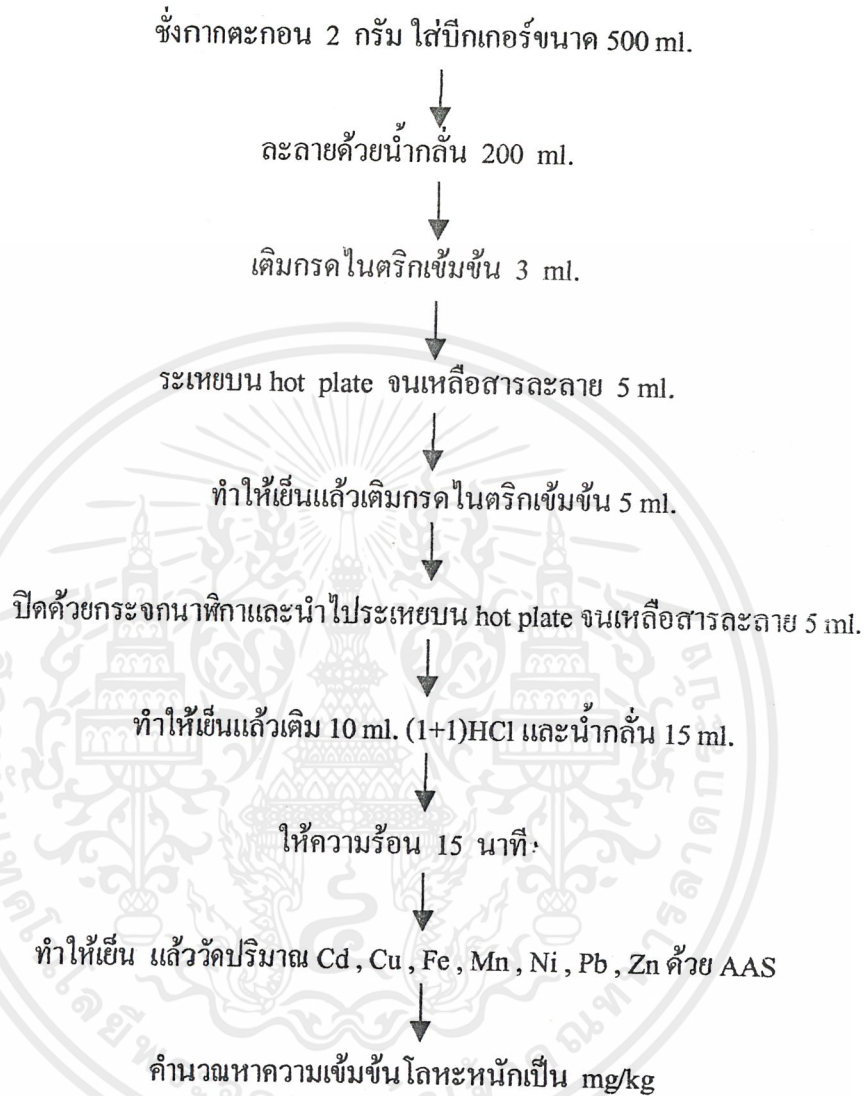 ชั่งกากตะกอน 2 กรัม ใส่บีกเกอร์ขนาด 500 ml.
ละลายด้วยน้ำกลั่น 200 ml.
เติมกรดไนตริกเข้มข้น 3 ml.
ระเหยบน hot plate จนเหลือสารละลาย 5 ml.
ทำให้เย็นแล้วเติมกรดไนตริกเข้มข้น 5 ml.
ปิดด้วยกระจกนาฬิกาและนำไประเหยบน hot plate จนเหลือสารละลาย 5 ml.
ทำให้เย็นแล้วเติม 10 ml. (1+1)HCl และน้ำกลั่น 15 ml.
ให้ความร้อน 15 นาที
ทำให้เย็น แล้ววัดปริมาณ Cd , Cu , Fe , Mn , Ni , Pb , Zn ด้วย AAS
คำนวณหาความเข้มข้นโลหะหนักเป็น mg/kg